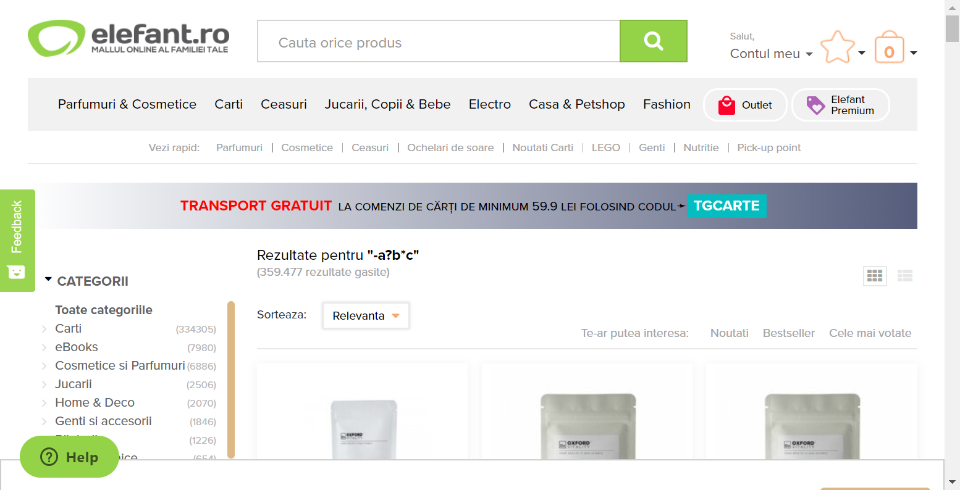 elefant.ro
MALLUL ONLINE AL FAMILIEI TALE
Cauta orice produs
Salut,
Contul meu
0
Parfumuri & Cosmetice Carti Ceasuri Jucarii, Copii & Bebe Electro Casa & Petshop Fashion Outlet Elefant Premium
Vezi rapid: Parfumuri | Cosmetice | Ceasuri | Ochelari de soare | Noutati Carti | LEGO | Genti | Nutritie | Pick-up point
TRANSPORT GRATUIT LA COMENZI DE CĂRȚI DE MINIMUM 59.9 LEI FOLOSIND CODUL TGCARTE
Feedback
Rezultate pentru "-a?b*c"
(359.477 rezultate gasite)
CATEGORII
Sorteaza: Relevanta
Te-ar putea interesa: Noutati Bestseller Cele mai votate
Toate categoriile
Carti (334305)
eBooks (7980)
Cosmetice si Parfumuri (6886)
Jucarii (2506)
Home & Deco (2070)
Genti si accesorii (1846)
(1226)
(654)
OXFORD
OXFORD
Help